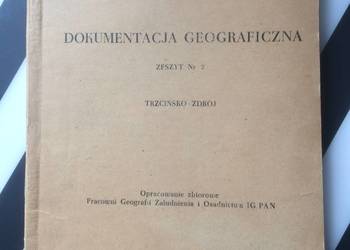 DOKUMENTACJA GEOGRAFICZNA
ZESZYT Nr 2
TRZCIŃSKO-ZDRÓJ
Opracowanie zbiorowe
Pracowni Geografii Zaludnienia i Osadnictwa IG PAN